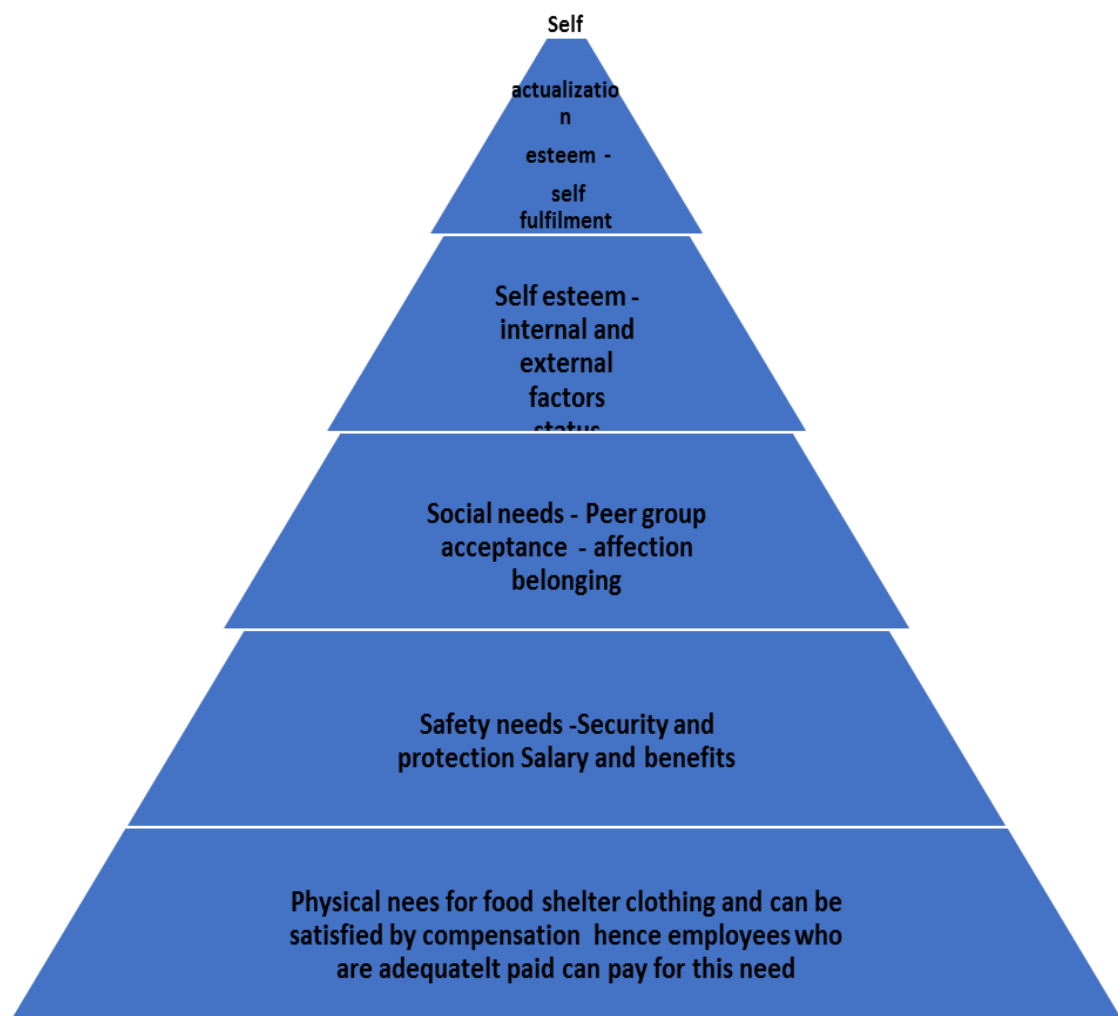 Self
actualizatio
n
esteem -
self
fulfilment
Self esteem -
internal and
external
factors
status
Social needs - Peer group
acceptance - affection
belonging
Safety needs -Security and
protection Salary and benefits
Physical nees for food shelter clothing and can be
satisfied by compensation hence employees who
are adequatelt paid can pay for this need